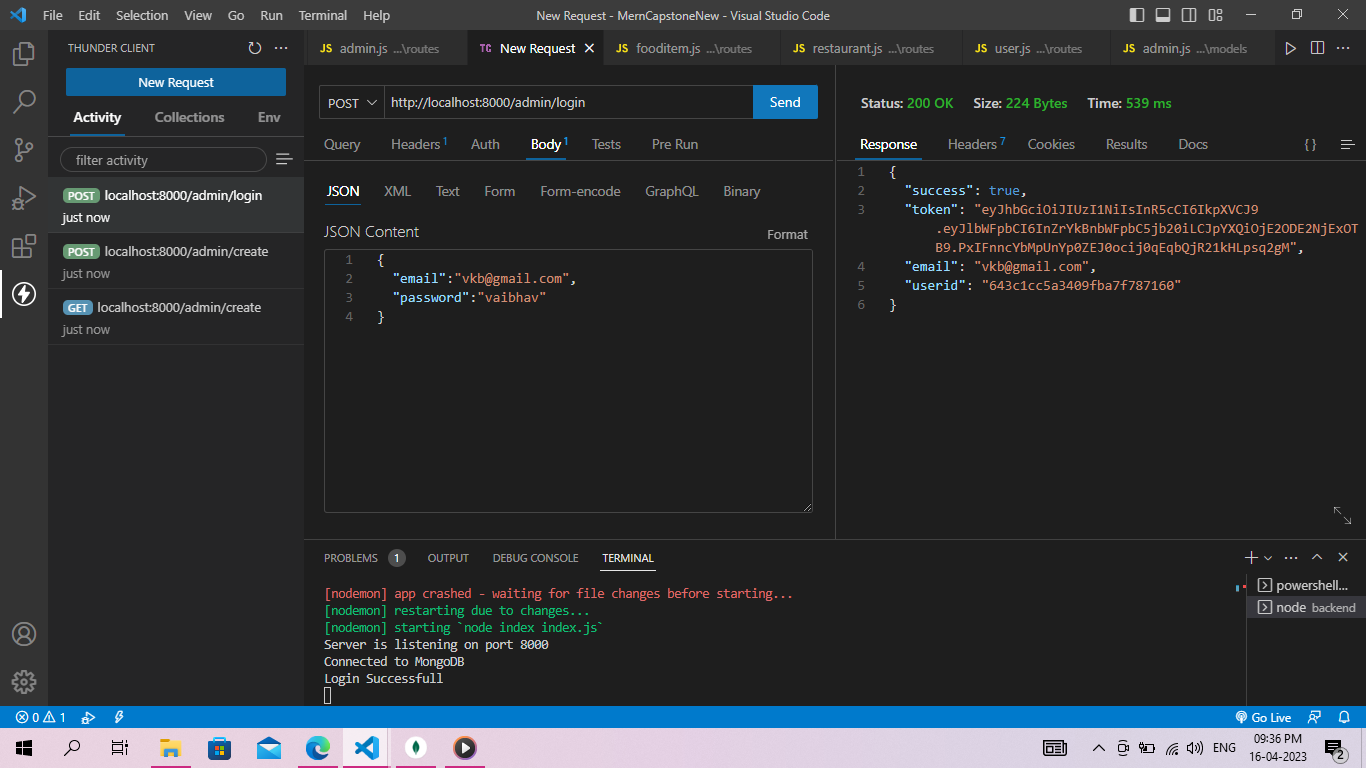 File Edit Selection View Go Run Terminal Help New Request - MernCapstoneNew - Visual Studio Code
THUNDER CLIENT
New Request
Activity Collections Env
filter activity
POST localhost:8000/admin/login
just now
POST localhost:8000/admin/create
just now
GET localhost:8000/admin/create
just now
JS admin.js ...\routes TC New Request JS fooditem.js ...\routes JS restaurant.js ...\routes JS user.js ...\routes JS admin.js ...\models
POST http://localhost:8000/admin/login Send
Query Headers 1 Auth Body 1 Tests Pre Run
JSON XML Text Form Form-encode GraphQL Binary
JSON Content Format
1 {
2 "email":"vkb@gmail.com",
3 "password":"vaibhav"
4 }
Status: 200 OK Size: 224 Bytes Time: 539 ms
Response Headers 7 Cookies Results Docs { }
1 {
2 "success": true,
3 "token": "eyJhbGciOiJIUzI1NiIsInR5cCI6IkpXVCJ9
.eyJlbWFpbCI6InZrYkBnbWFpbC5jb20iLCJpYXQiOjE2ODE2NjExOT
B9.PxIFnncYbMpUnYp0ZEJ0ocij0qEqbQjR21kHLpsq2gM",
4 "email": "vkb@gmail.com",
5 "userid": "643c1cc5a3409fba7f787160"
6 }
PROBLEMS 1 OUTPUT DEBUG CONSOLE TERMINAL
[nodemon] app crashed - waiting for file changes before starting...
[nodemon] restarting due to changes...
[nodemon] starting `node index index.js`
Server is listening on port 8000
Connected to MongoDB
Login Successfull
powershell...
node backend
0 1 Go Live
ENG 09:36 PM
16-04-2023 2